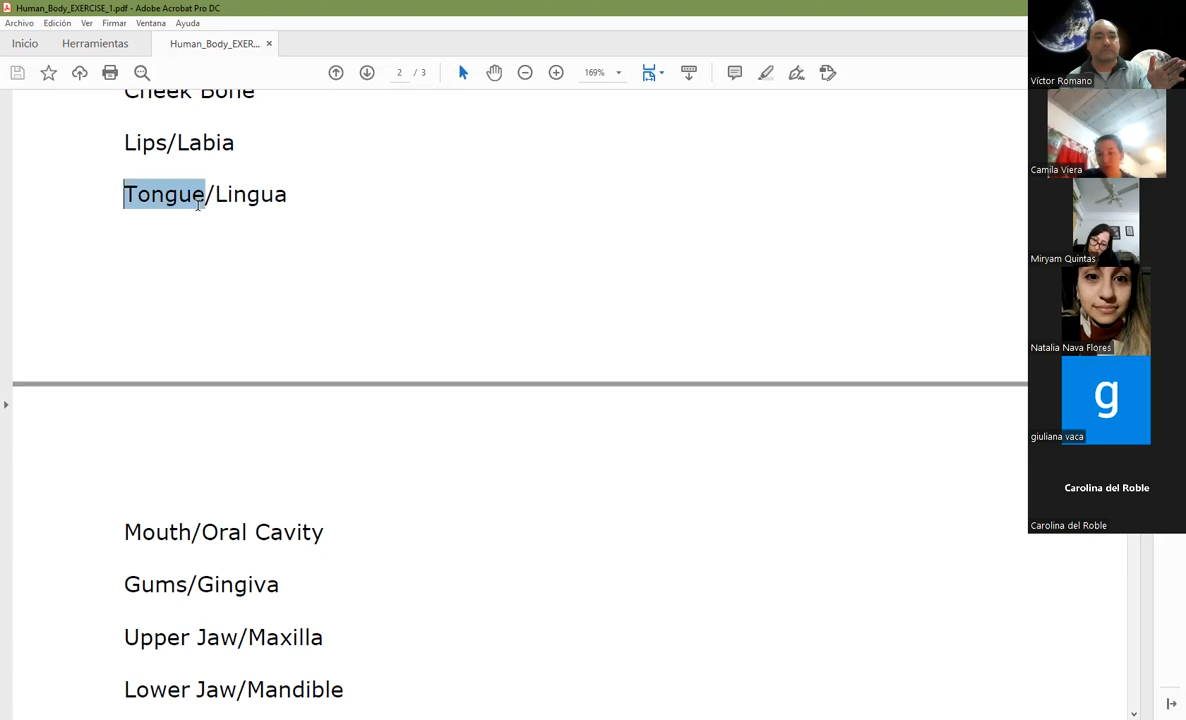 Human_Body_EXERCISE_1.pdf - Adobe Acrobat Pro DC
Archivo Edición Ver Firmar Ventana Ayuda
Inicio Herramientas Human_Body_EXER... ×
2 / 3 169%
Cheek Bone
Lips/Labia
Tongue/Lingua
Mouth/Oral Cavity
Gums/Gingiva
Upper Jaw/Maxilla
Lower Jaw/Mandible
Víctor Romano
Camila Viera
Miryam Quintas
Natalia Nava Flores
g
giuliana vaca
Carolina del Roble
Carolina del Roble